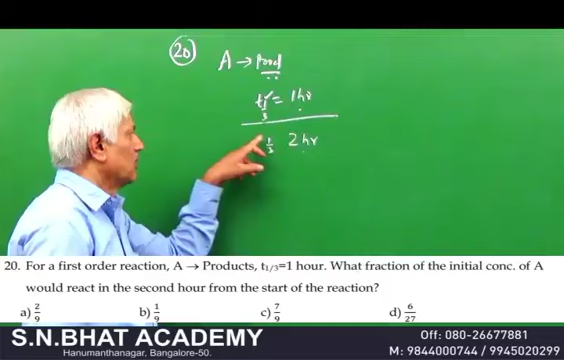 20
A → Prod
t1/3 = 1hr
1/3 2 hr
20. For a first order reaction, A → Products, t1/3=1 hour. What fraction of the initial conc. of A
would react in the second hour from the start of the reaction?
a) 2/9 b) 1/9 c) 7/9 d) 6/27
S.N.BHAT ACADEMY
Hanumanthanagar, Bangalore-50.
Off: 080-26677881
M: 9844000744 / 9945020299